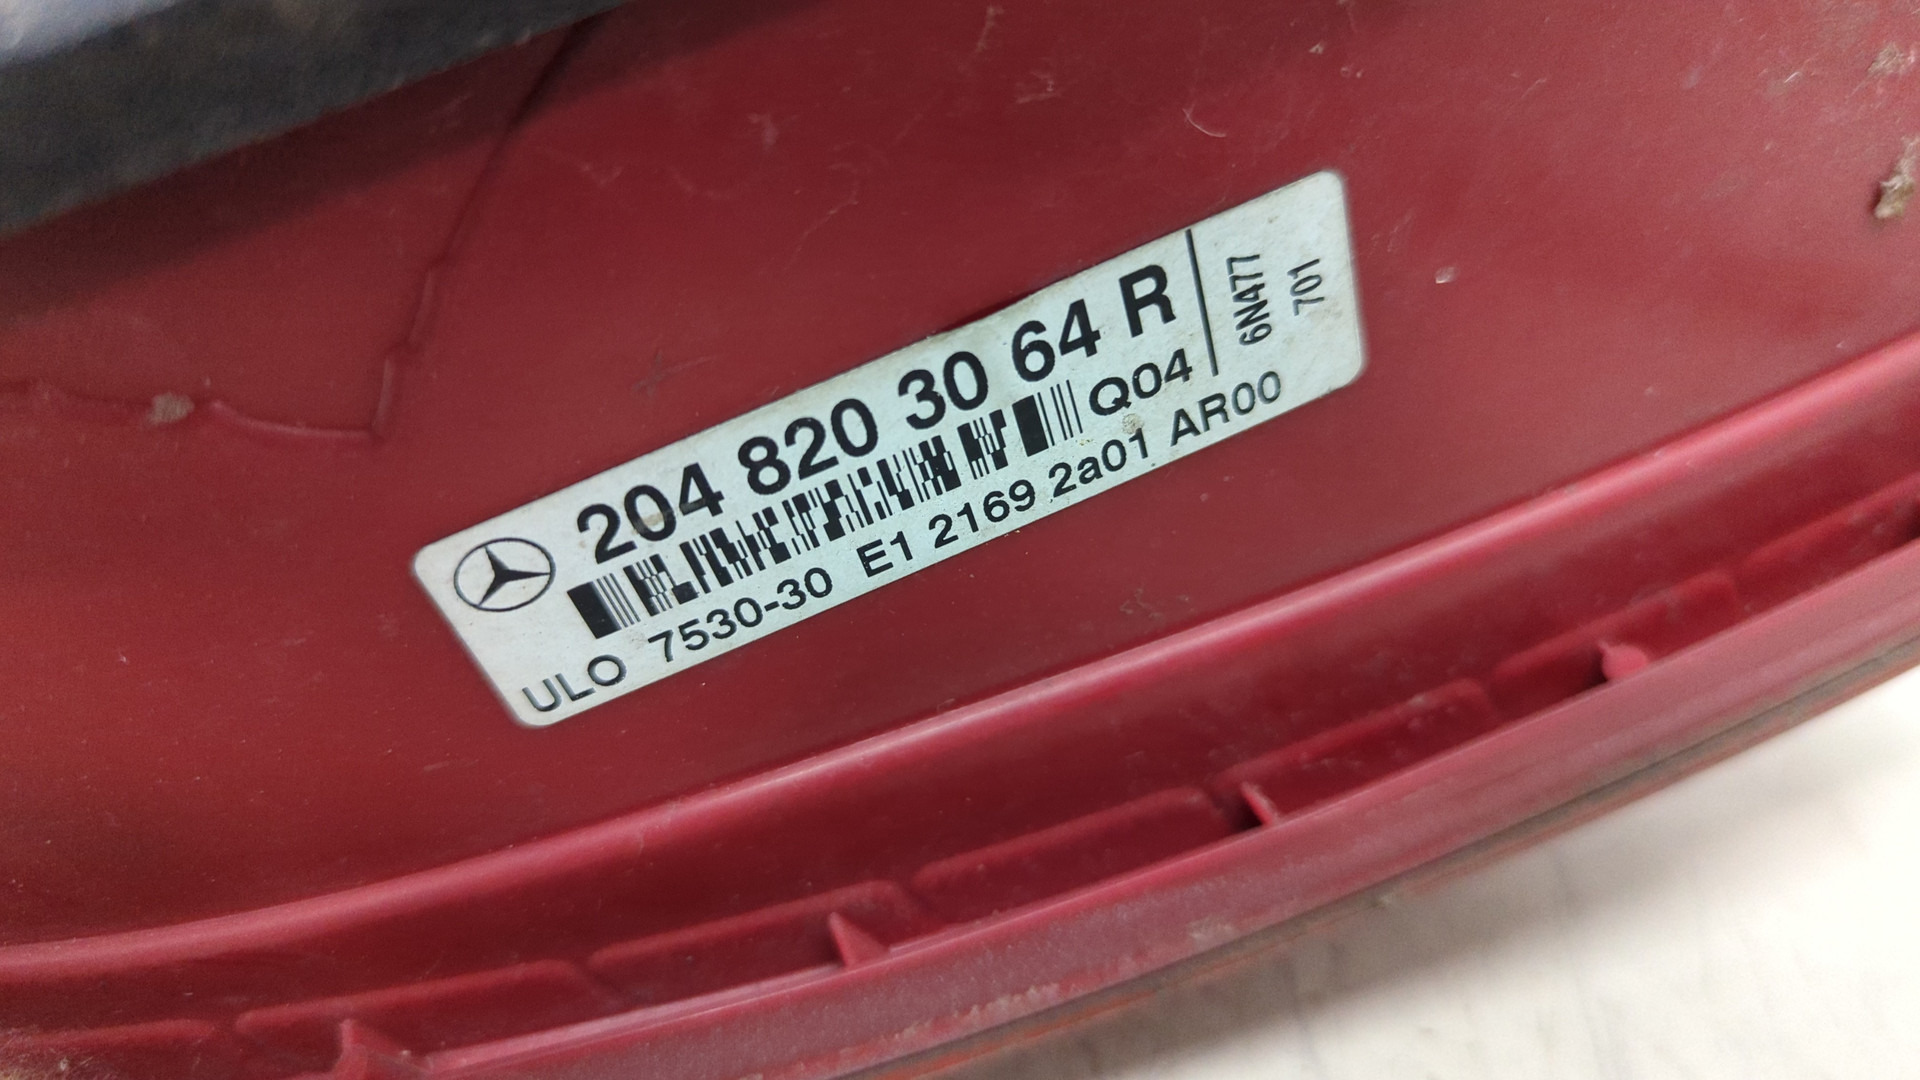 204 820 30 64 R
Q04
ULO 7530-30 E1 2169 2a01 AR00
6N477
701